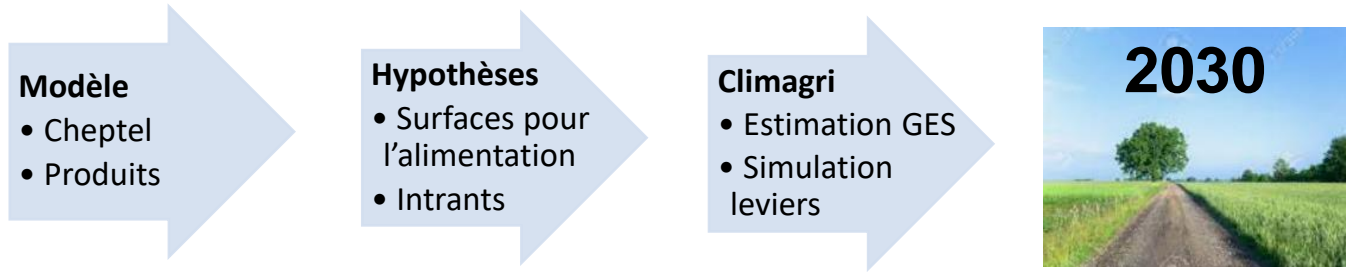 Modèle
• Cheptel
• Produits
Hypothèses
• Surfaces pour
l’alimentation
• Intrants
Climagri
• Estimation GES
• Simulation
leviers
2030